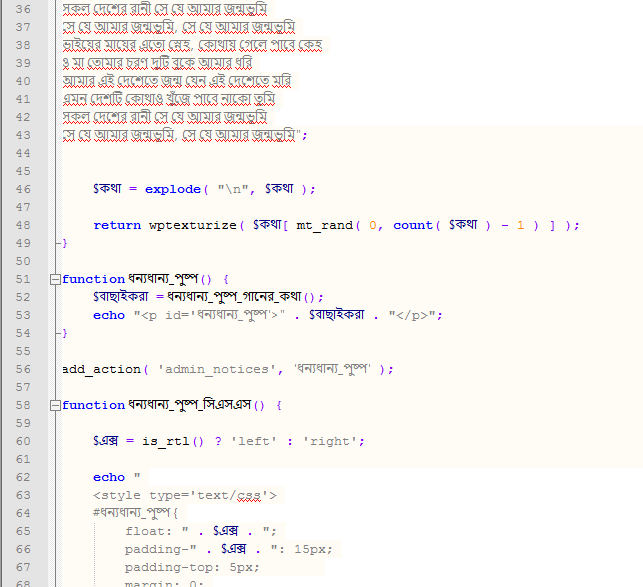 36 সকল দেশের রানী সে যে আমার জন্মভূমি
37 সে যে আমার জন্মভূমি, সে যে আমার জন্মভূমি
38 ভাইয়ের মায়ের এতো স্নেহ, কোথায় গেলে পাবে কেহ
39 ও মা তোমার চরণ দুটি বুকে আমার ধরি
40 আমার এই দেশেতে জন্ম যেন এই দেশেতে মরি
41 এমন দেশটি কোথাও খুঁজে পাবে নাকো তুমি
42 সকল দেশের রানী সে যে আমার জন্মভূমি
43 সে যে আমার জন্মভূমি, সে যে আমার জন্মভূমি";
44
45
46 $কথা = explode( "\n", $কথা );
47
48 return wptexturize( $কথা[ mt_rand( 0, count( $কথা ) - 1 ) ] );
49 }
50
51 function ধন্যধান্য_পুষ্প() {
52 $বাছাইকরা = ধন্যধান্য_পুষ্প_গানের_কথা();
53 echo "<p id='ধন্যধান্য_পুষ্প'>" . $বাছাইকরা . "</p>";
54 }
55
56 add_action( 'admin_notices', 'ধন্যধান্য_পুষ্প' );
57
58 function ধন্যধান্য_পুষ্প_সিএসএস() {
59
60 $এক্স = is_rtl() ? 'left' : 'right';
61
62 echo "
63 <style type='text/css'>
64 #ধন্যধান্য_পুষ্প{
65 float: " . $এক্স . ";
66 padding-" . $এক্স . ": 15px;
67 padding-top: 5px;
68 margin: 0;